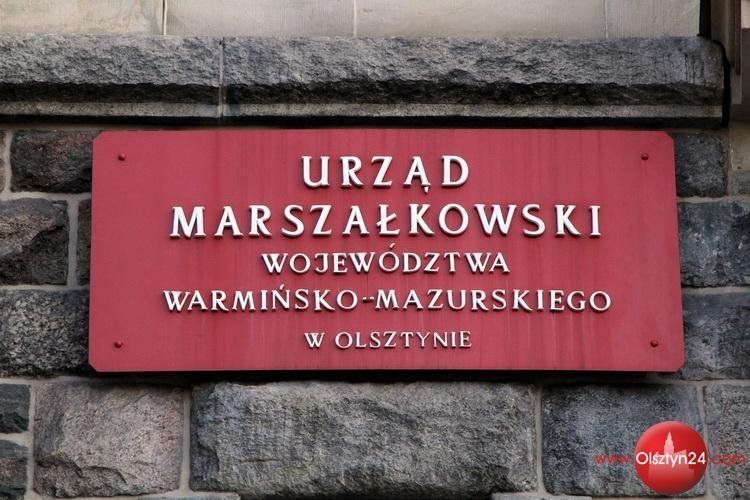 URZĄD
MARSZAŁKOWSKI
WOJEWÓDZTWA
WARMIŃSKO-MAZURSKIEGO
W OLSZTYNIE
www.Olsztyn24.com